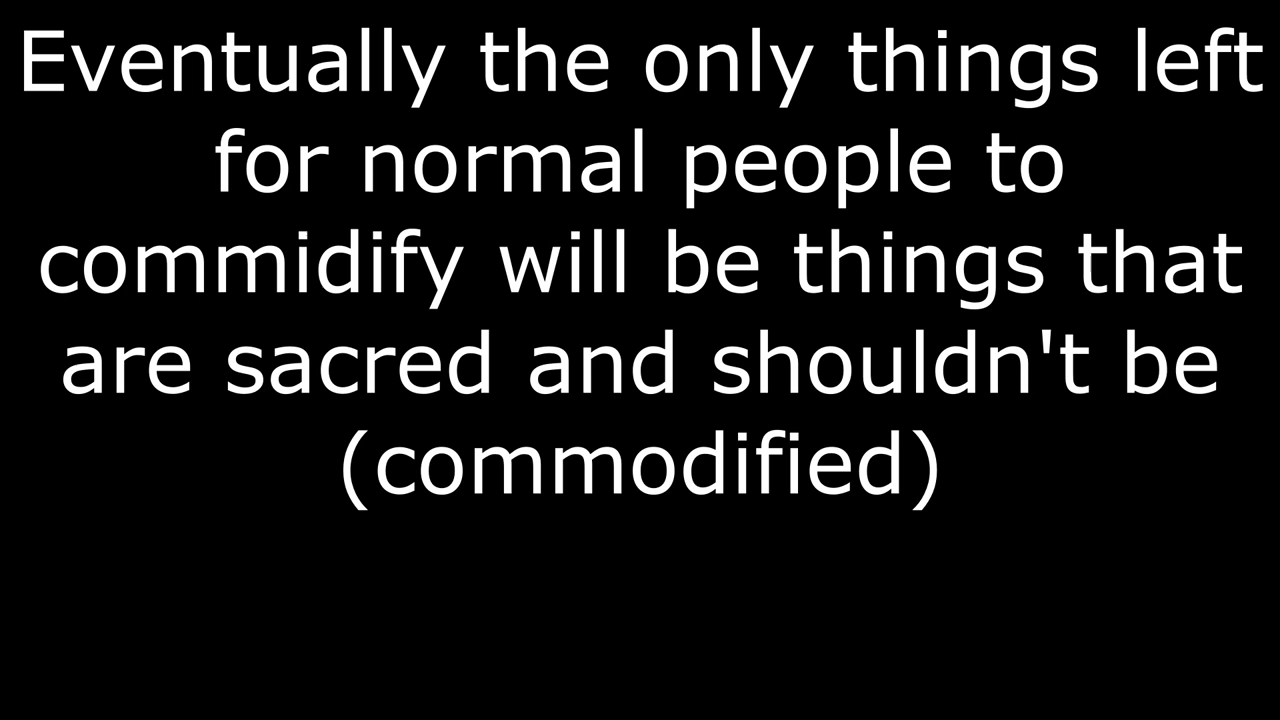 Eventually the only things left
for normal people to
commidify will be things that
are sacred and shouldn't be
(commodified)